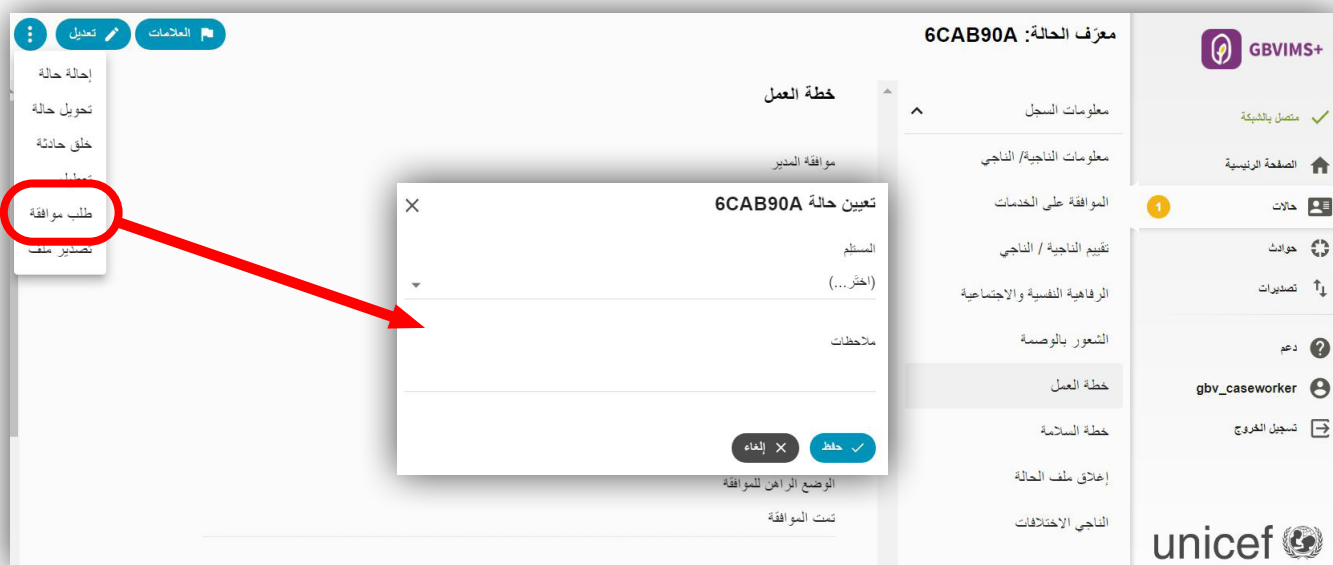 GBVIMS+
متصل بالشبكة
الصفحة الرئيسية
حالات
1
حوادث
تصديرات
دعم
gbv_caseworker
تسجيل الخروج
unicef
معرّف الحالة: 6CAB90A
العلامات
تعديل
معلومات السجل
معلومات الناجية/ الناجي
الموافقة على الخدمات
تقييم الناجية / الناجي
الرفاهية النفسية والاجتماعية
الشعور بالوصمة
خطة العمل
خطة السلامة
إغلاق ملف الحالة
الناجي الاختلافات
خطة العمل
موافقة المدير
تعيين حالة 6CAB90A
المستلم
(اختَر...)
ملاحظات
حفظ
إلغاء
الوضع الراهن للموافقة
تمت الموافقة
إحالة حالة
تحويل حالة
خلق حادثة
طلب موافقة
تصدير ملف